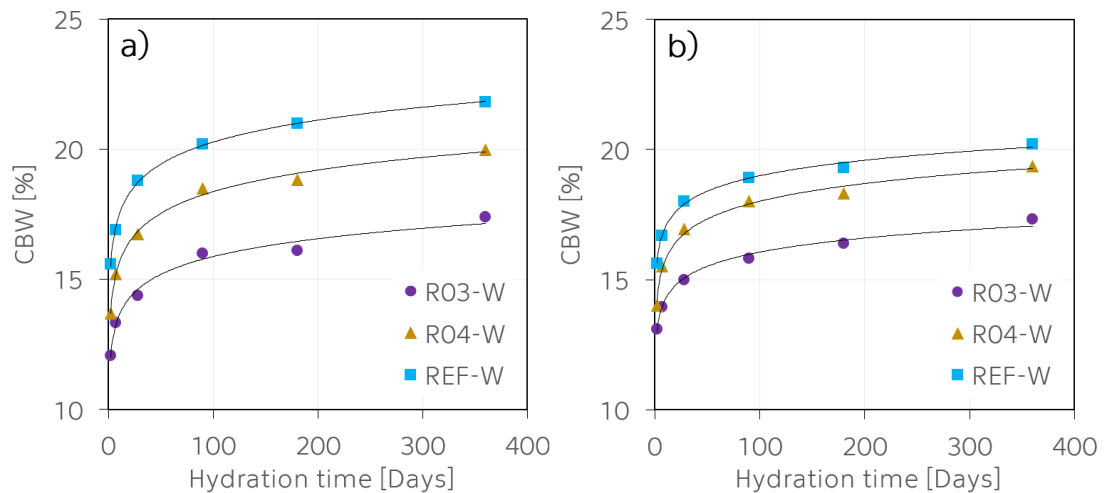 a)
25
20
15
10
CBW [%]
R03-W
R04-W
REF-W
0 100 200 300 400
Hydration time [Days]
b)
25
20
15
10
CBW [%]
R03-W
R04-W
REF-W
0 100 200 300 400
Hydration time [Days]